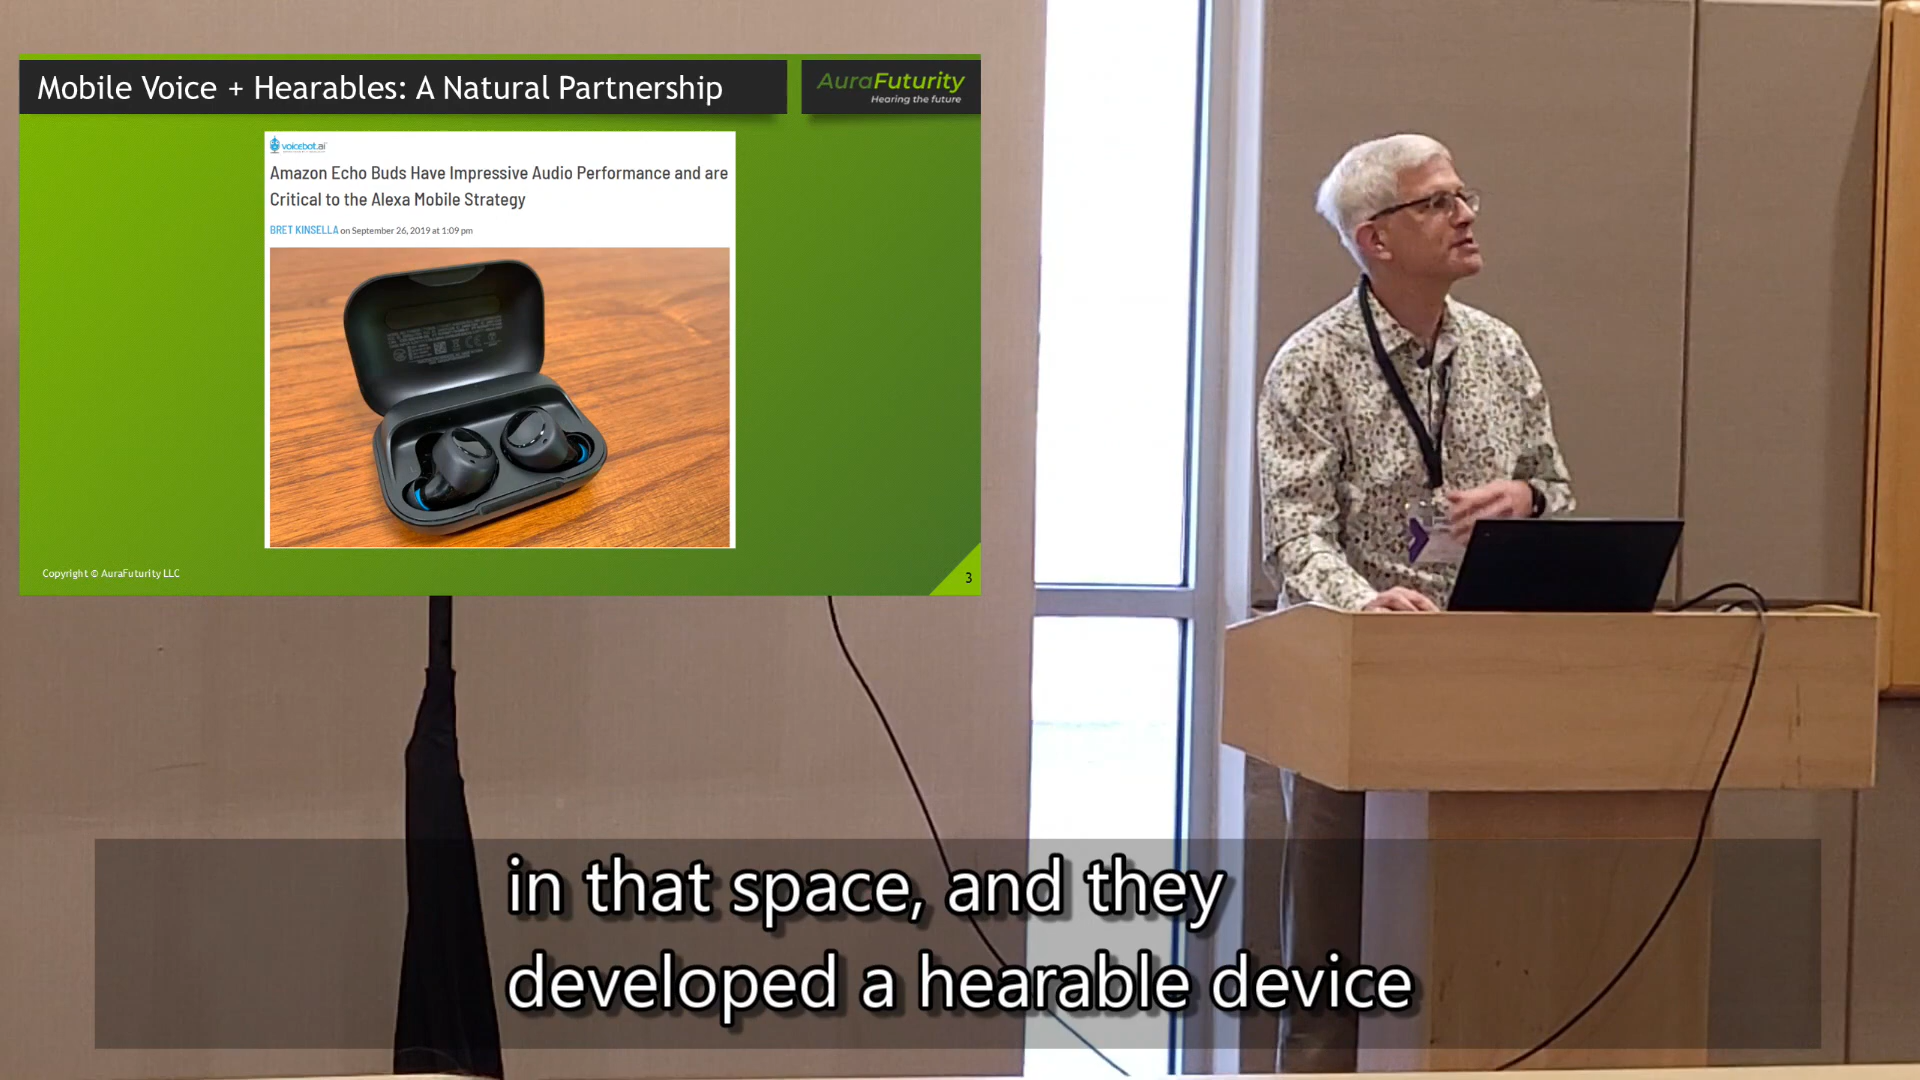 Mobile Voice + Hearables: A Natural Partnership
AuraFuturity
Hearing the future
voicebot.ai
Amazon Echo Buds Have Impressive Audio Performance and are
Critical to the Alexa Mobile Strategy
BRET KINSELLA on September 26, 2019 at 1:09 pm
Copyright © AuraFuturity LLC
3
in that space, and they
developed a hearable device